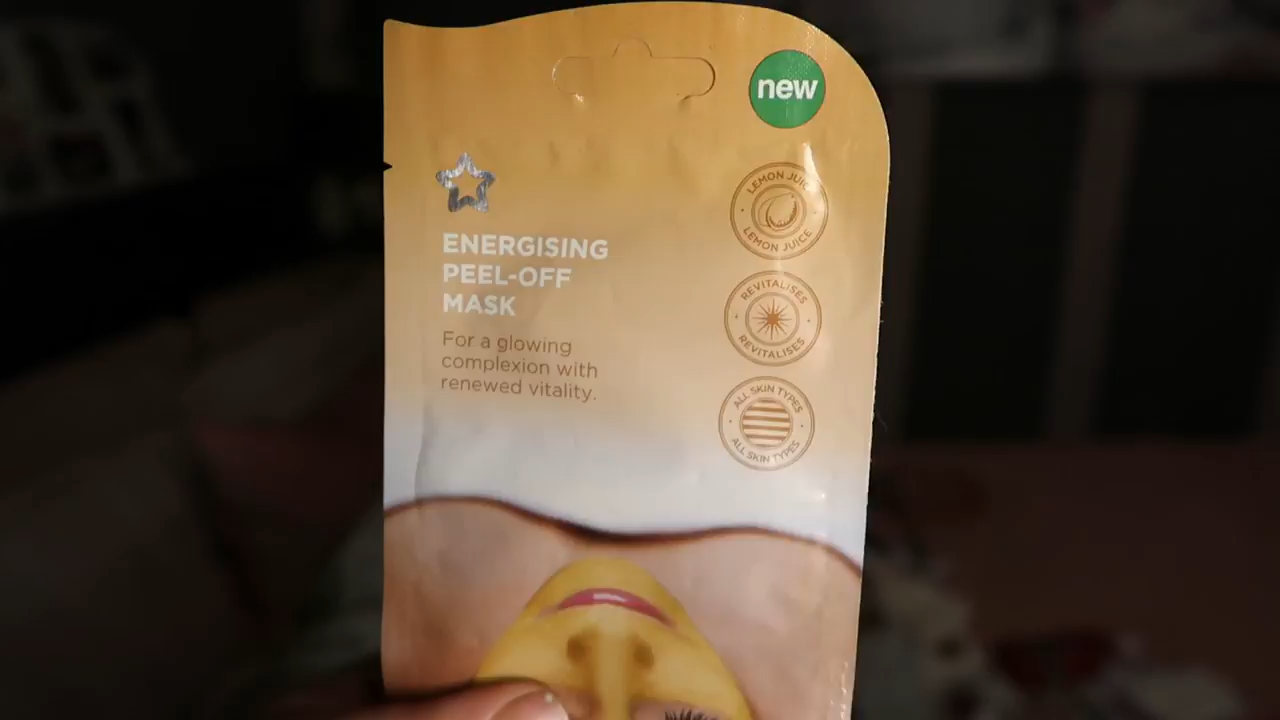 new
LEMON JUICE
LEMON JUICE
ENERGISING
PEEL-OFF
MASK
For a glowing
complexion with
renewed vitality.
REVITALISES
REVITALISES
ALL SKIN TYPES
ALL SKIN TYPES